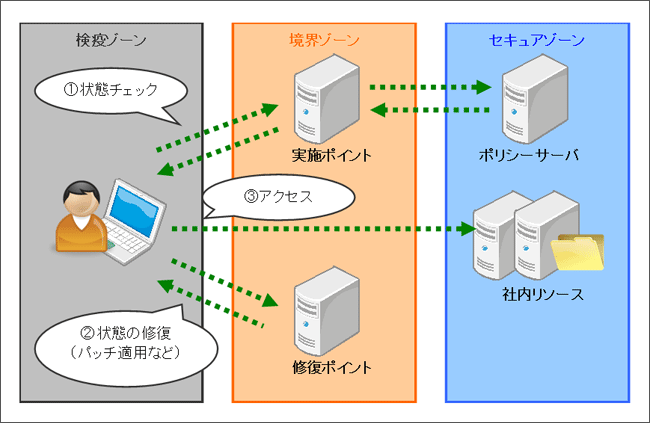 検疫ゾーン
境界ゾーン
セキュアゾーン
①状態チェック
実施ポイント
ポリシーサーバ
③アクセス
社内リソース
②状態の修復
（パッチ適用など）
修復ポイント